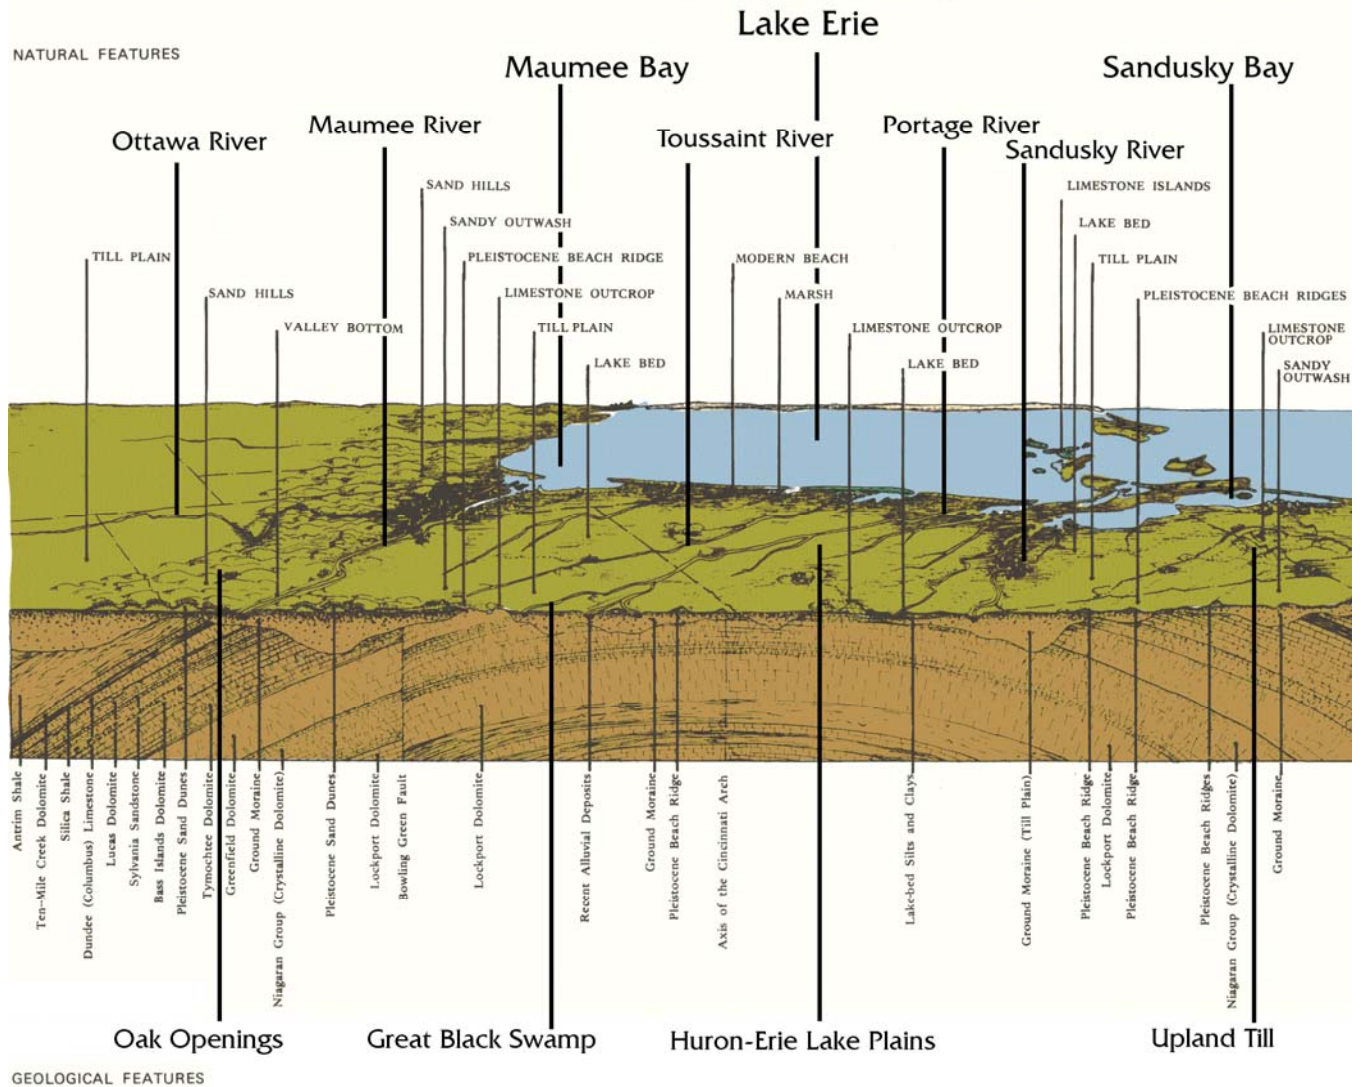 Lake Erie
NATURAL FEATURES
Maumee Bay
Sandusky Bay
Maumee River
Portage River
Ottawa River
Toussaint River
Sandusky River
SAND HILLS
LIMESTONE ISLANDS
SANDY OUTWASH
LAKE BED
TILL PLAIN
PLEISTOCENE BEACH RIDGE
MODERN BEACH
TILL PLAIN
SAND HILLS
LIMESTONE OUTCROP
MARSH
PLEISTOCENE BEACH RIDGES
VALLEY BOTTOM
TILL PLAIN
LIMESTONE OUTCROP
LIMESTONE
OUTCROP
LAKE BED
LAKE BED
SANDY
OUTWASH
Antrim Shale
Ten-Mile Creek Dolomite
Silica Shale
Dundee (Columbus) Limestone
Lucas Dolomite
Sylvania Sandstone
Bass Islands Dolomite
Pleistocene Sand Dunes
Tymochtee Dolomite
Greenfield Dolomite
Ground Moraine
Niagaran Group (Crystalline Dolomite)
Pleistocene Sand Dunes
Lockport Dolomite
Bowling Green Fault
Lockport Dolomite
Recent Alluvial Deposits
Ground Moraine
Pleistocene Beach Ridge
Axis of the Cincinnati Arch
Lake-bed Silts and Clays
Ground Moraine (Till Plain)
Pleistocene Beach Ridge
Lockport Dolomite
Pleistocene Beach Ridge
Pleistocene Beach Ridges
Niagaran Group (Crystalline Dolomite)
Ground Moraine
Oak Openings
Great Black Swamp
Huron-Erie Lake Plains
Upland Till
GEOLOGICAL FEATURES